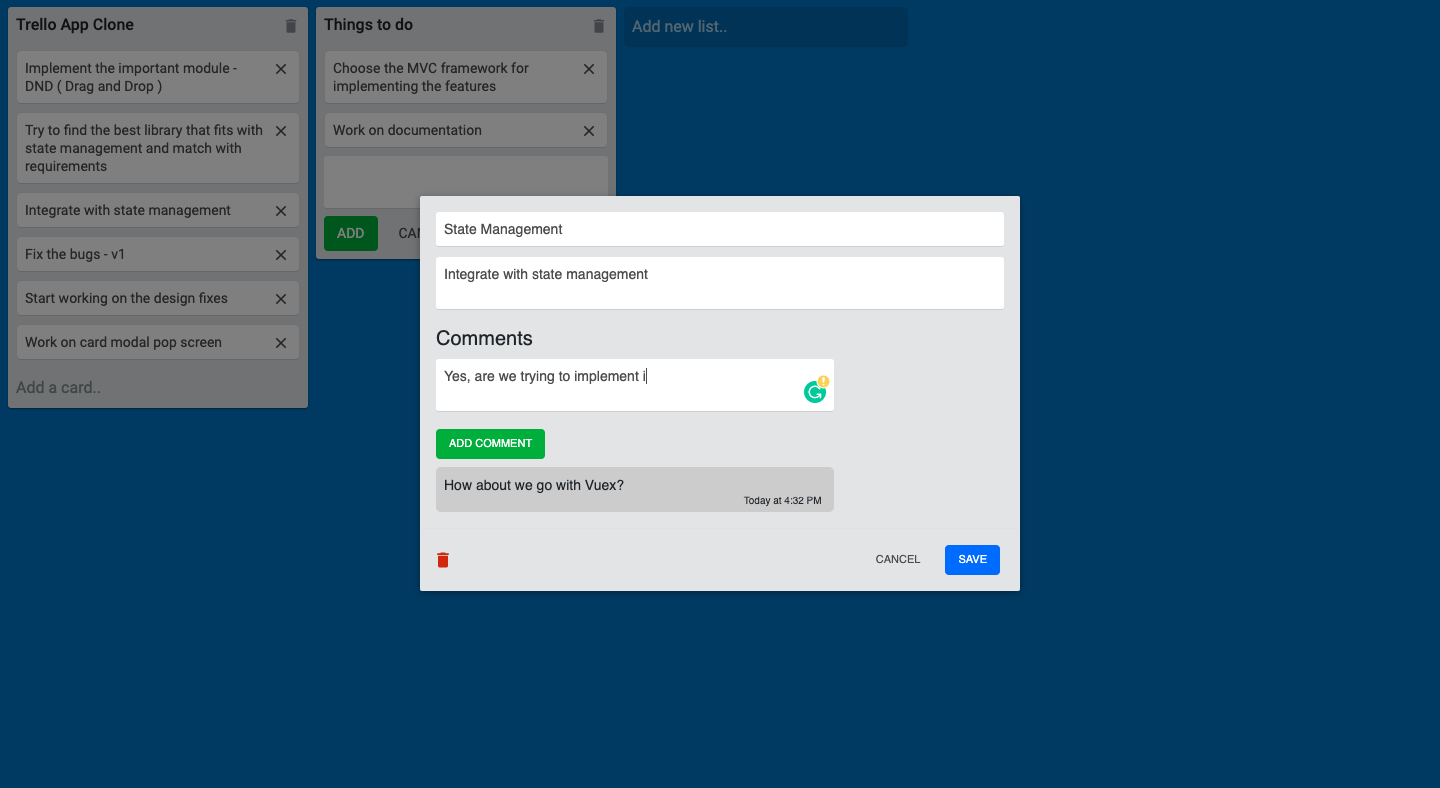 Trello App Clone
Implement the important module -
DND ( Drag and Drop )
Try to find the best library that fits with
state management and match with
requirements
Integrate with state management
Fix the bugs - v1
Start working on the design fixes
Work on card modal pop screen
Add a card..
Things to do
Choose the MVC framework for
implementing the features
Work on documentation
ADD
CAN
Add new list..
State Management
Integrate with state management
Comments
Yes, are we trying to implement i
ADD COMMENT
How about we go with Vuex?
Today at 4:32 PM
CANCEL
SAVE